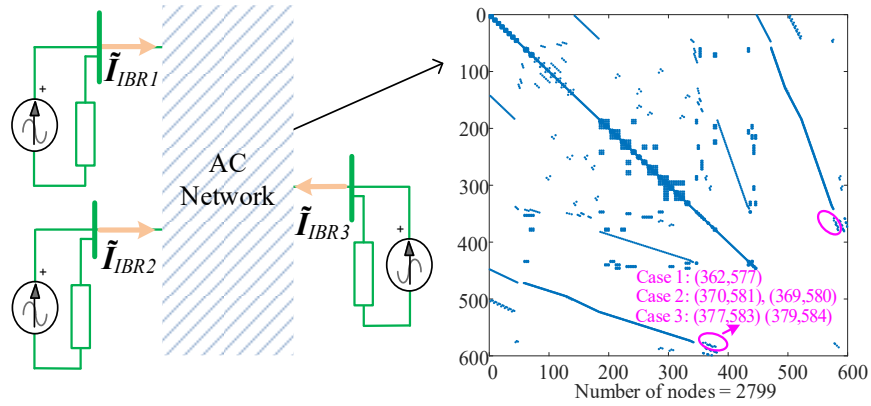 +
Ĩ_IBR1
AC
Network
+
Ĩ_IBR2
+
Ĩ_IBR3
0
100
200
300
400
500
600
Case 1: (362,577)
Case 2: (370,581), (369,580)
Case 3: (377,583) (379,584)
0 100 200 300 400 500 600
Number of nodes = 2799